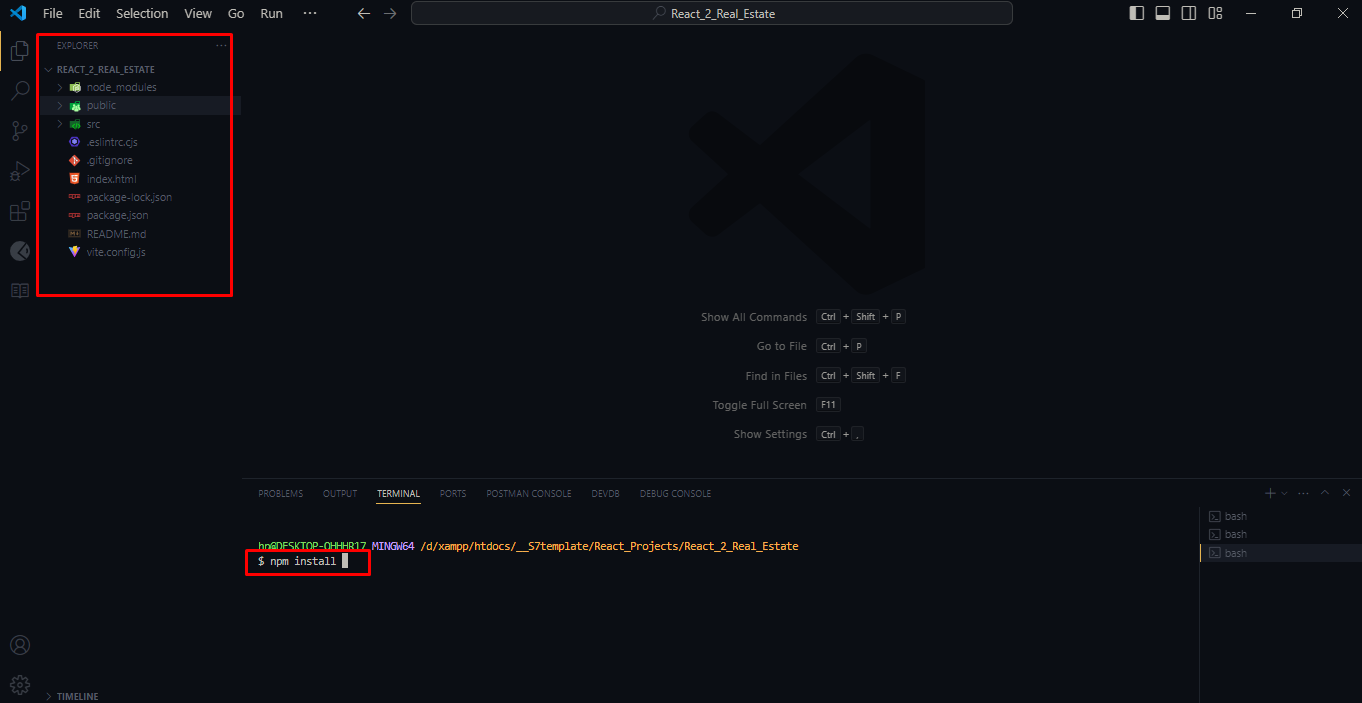 File Edit Selection View Go Run ···
React_2_Real_Estate
EXPLORER
REACT_2_REAL_ESTATE
node_modules
public
src
.eslintrc.cjs
.gitignore
index.html
package-lock.json
package.json
README.md
vite.config.js
Show All Commands Ctrl + Shift + P
Go to File Ctrl + P
Find in Files Ctrl + Shift + F
Toggle Full Screen F11
Show Settings Ctrl + ,
PROBLEMS OUTPUT TERMINAL PORTS POSTMAN CONSOLE DEVDB DEBUG CONSOLE
bash
bash
bash
MINGW64 /d/xampp/htdocs/__S7template/React_Projects/React_2_Real_Estate
$ npm install
TIMELINE